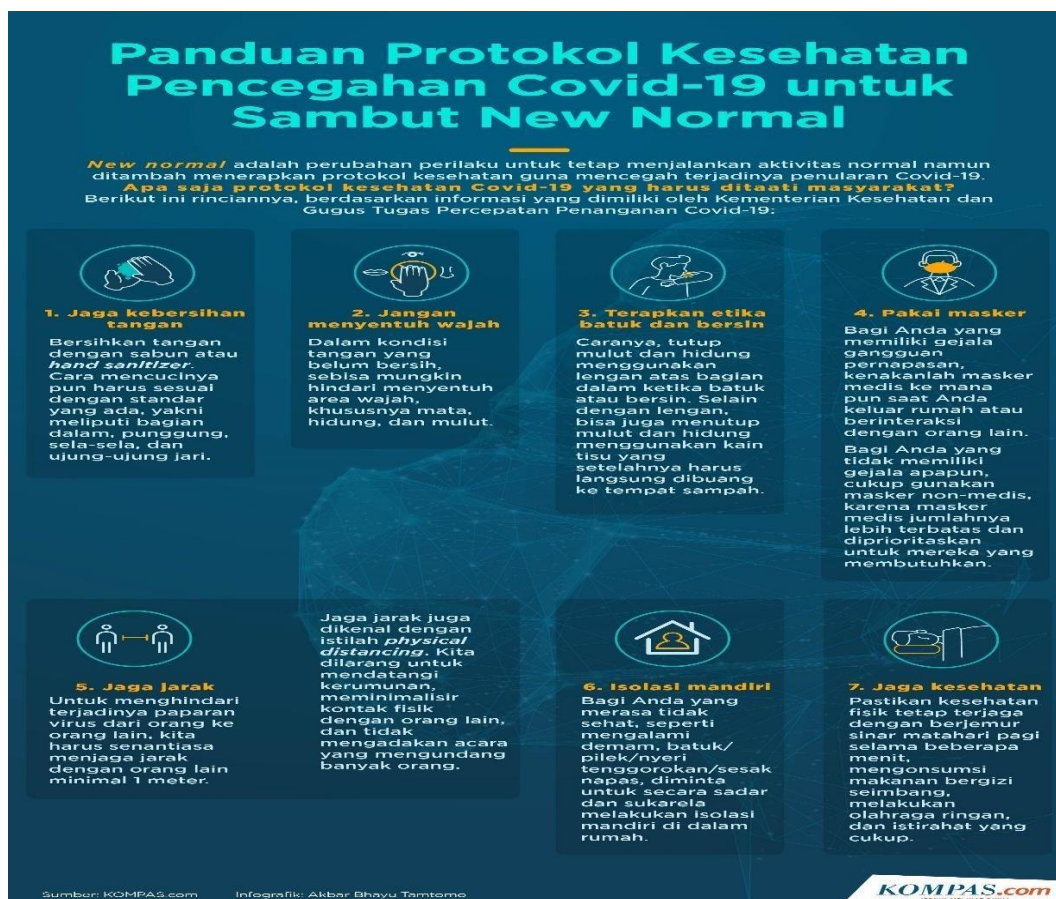 Panduan Protokol Kesehatan
Pencegahan Covid-19 untuk
Sambut New Normal
New normal adalah perubahan perilaku untuk tetap menjalankan aktivitas normal namun
ditambah menerapkan protokol kesehatan guna mencegah terjadinya penularan Covid-19.
Apa saja protokol kesehatan Covid-19 yang harus ditaati masyarakat?
Berikut ini rinciannya, berdasarkan informasi yang dimiliki oleh Kementerian Kesehatan dan
Gugus Tugas Percepatan Penanganan Covid-19:
1. Jaga kebersihan
tangan
Bersihkan tangan
dengan sabun atau
hand sanitizer.
Cara mencucinya
pun harus sesuai
dengan standar
yang ada, yakni
meliputi bagian
dalam, punggung,
sela-sela, dan
ujung-ujung jari.
2. Jangan
menyentuh wajah
Dalam kondisi
tangan yang
belum bersih,
sebisa mungkin
hindari menyentuh
area wajah,
khususnya mata,
hidung, dan mulut.
3. Terapkan etika
batuk dan bersin
Caranya, tutup
mulut dan hidung
menggunakan
lengan atas bagian
dalam ketika batuk
atau bersin. Selain
dengan lengan,
bisa juga menutup
mulut dan hidung
menggunakan kain
tisu yang
setelahnya harus
langsung dibuang
ke tempat sampah.
4. Pakai masker
Bagi Anda yang
memiliki gejala
gangguan
pernapasan,
kenakanlah masker
medis ke mana
pun saat Anda
keluar rumah atau
berinteraksi
dengan orang lain.
Bagi Anda yang
tidak memiliki
gejala apapun,
cukup gunakan
masker non-medis,
karena masker
medis jumlahnya
lebih terbatas dan
diprioritaskan
untuk mereka yang
membutuhkan.
5. Jaga jarak
Untuk menghindari
terjadinya paparan
virus dari orang ke
orang lain, kita
harus senantiasa
menjaga jarak
dengan orang lain
minimal 1 meter.
Jaga jarak juga
dikenal dengan
istilah physical
distancing. Kita
dilarang untuk
mendatangi
kerumunan,
meminimalisir
kontak fisik
dengan orang lain,
dan tidak
mengadakan acara
yang mengundang
banyak orang.
6. Isolasi mandiri
Bagi Anda yang
merasa tidak
sehat, seperti
mengalami
demam, batuk/
pilek/nyeri
tenggorokan/sesak
napas, diminta
untuk secara sadar
dan sukarela
melakukan isolasi
mandiri di dalam
rumah.
7. Jaga kesehatan
Pastikan kesehatan
fisik tetap terjaga
dengan berjemur
sinar matahari pagi
selama beberapa
menit,
mengonsumsi
makanan bergizi
seimbang,
melakukan
olahraga ringan,
dan istirahat yang
cukup.
Sumber: KOMPAS.com Infografik: Akbar Bhayu Tamtomo
KOMPAS.com